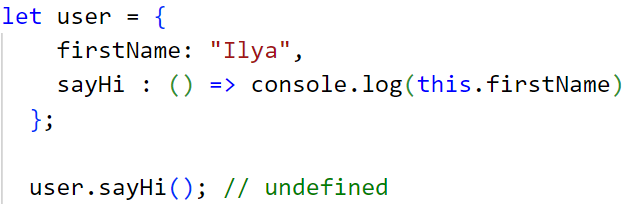 let user = {
    firstName: "Ilya",
    sayHi : () => console.log(this.firstName)
  };
  user.sayHi(); // undefined